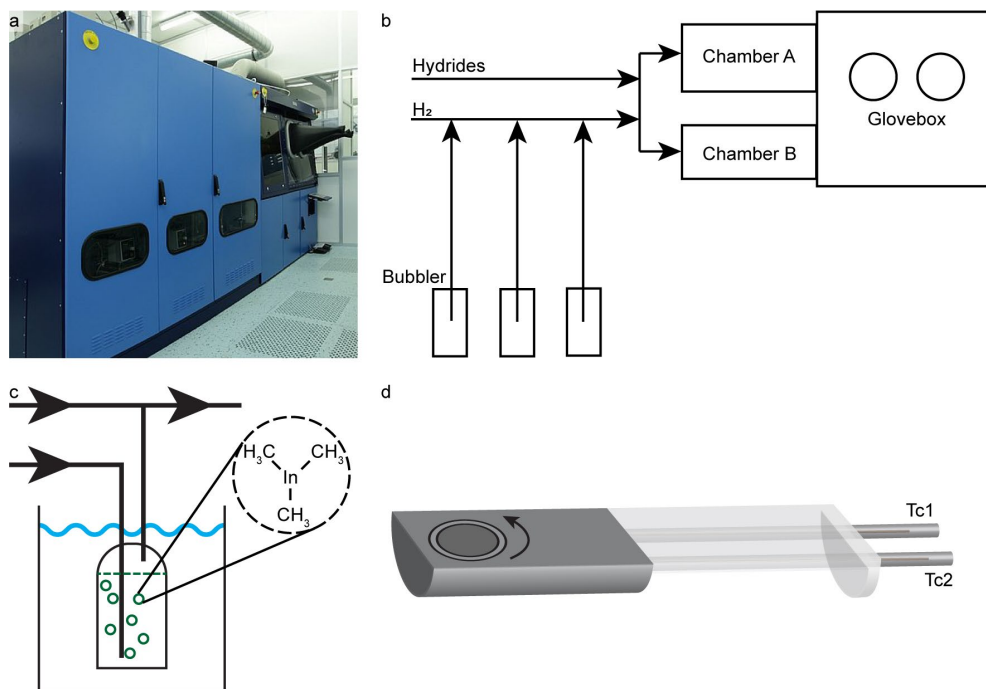 a
b
Hydrides
H₂
Chamber A
Chamber B
Glovebox
Bubbler
c
H₃C
CH₃
In
CH₃
d
Tc1
Tc2